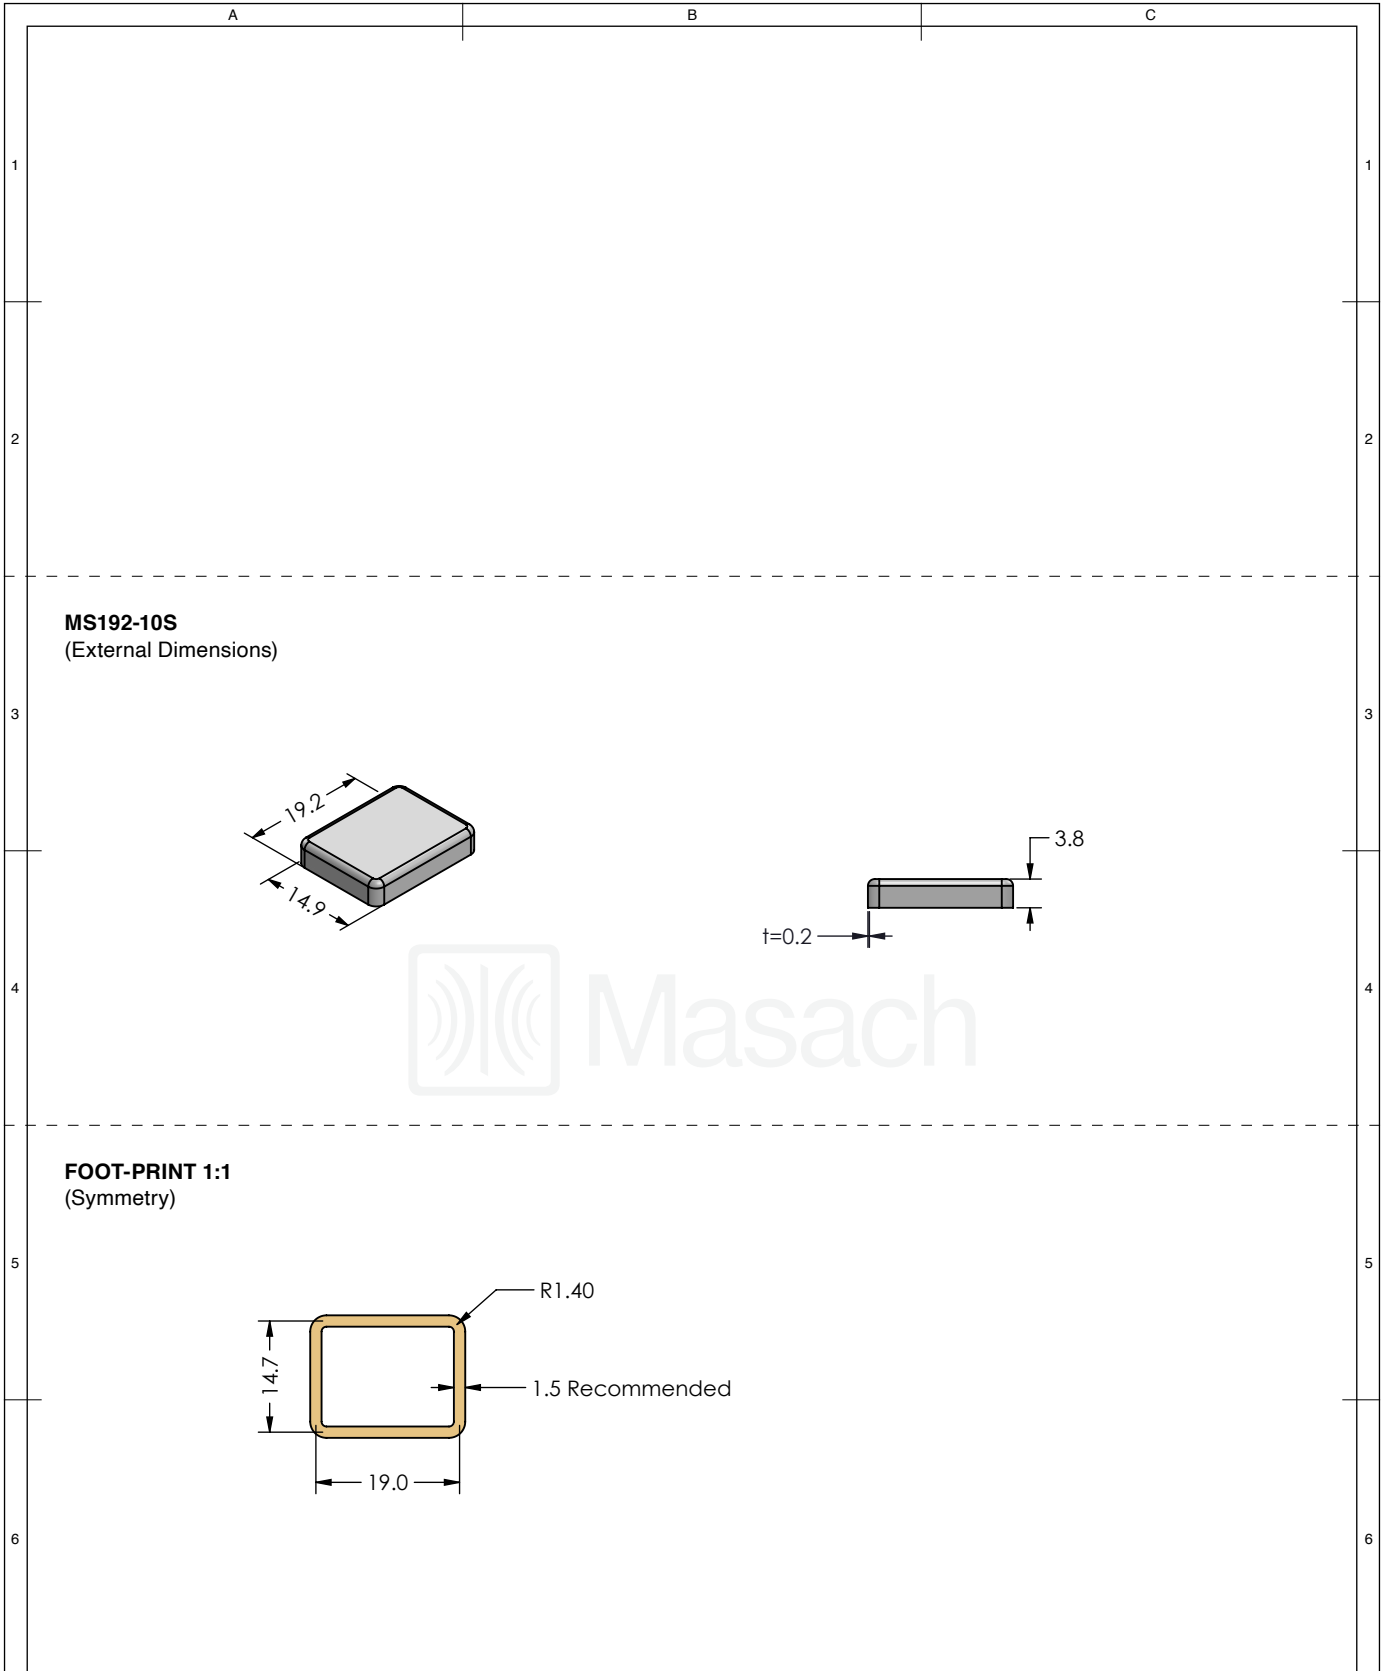 A B C
1 1
2 2
MS192-10S
(External Dimensions)
3 3
19.2
14.9
3.8
t=0.2
4 4
Masach
FOOT-PRINT 1:1
(Symmetry)
5 5
R1.40
14.7
1.5 Recommended
19.0
6 6